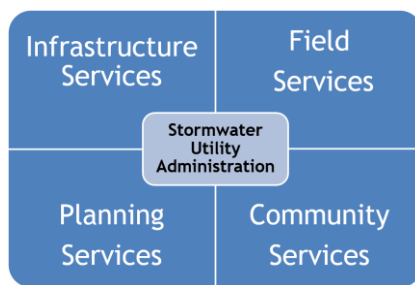 Infrastructure
Services
Field
Services
Stormwater
Utility
Administration
Planning
Services
Community
Services